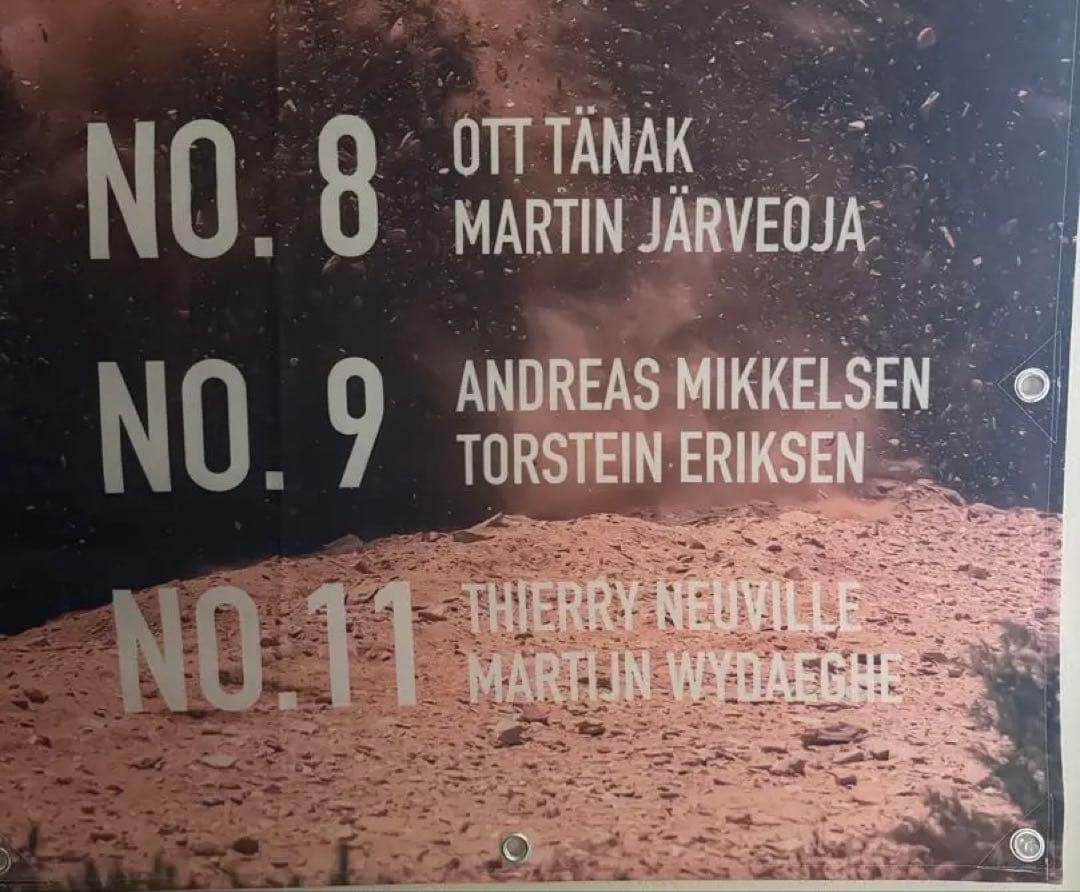 NO. 8 OTT TÄNAK
MARTIN JÄRVEOJA
NO. 9 ANDREAS MIKKELSEN
TORSTEIN ERIKSEN
NO.11 THIERRY NEUVILLE
MARTIJN WYDAEGHE